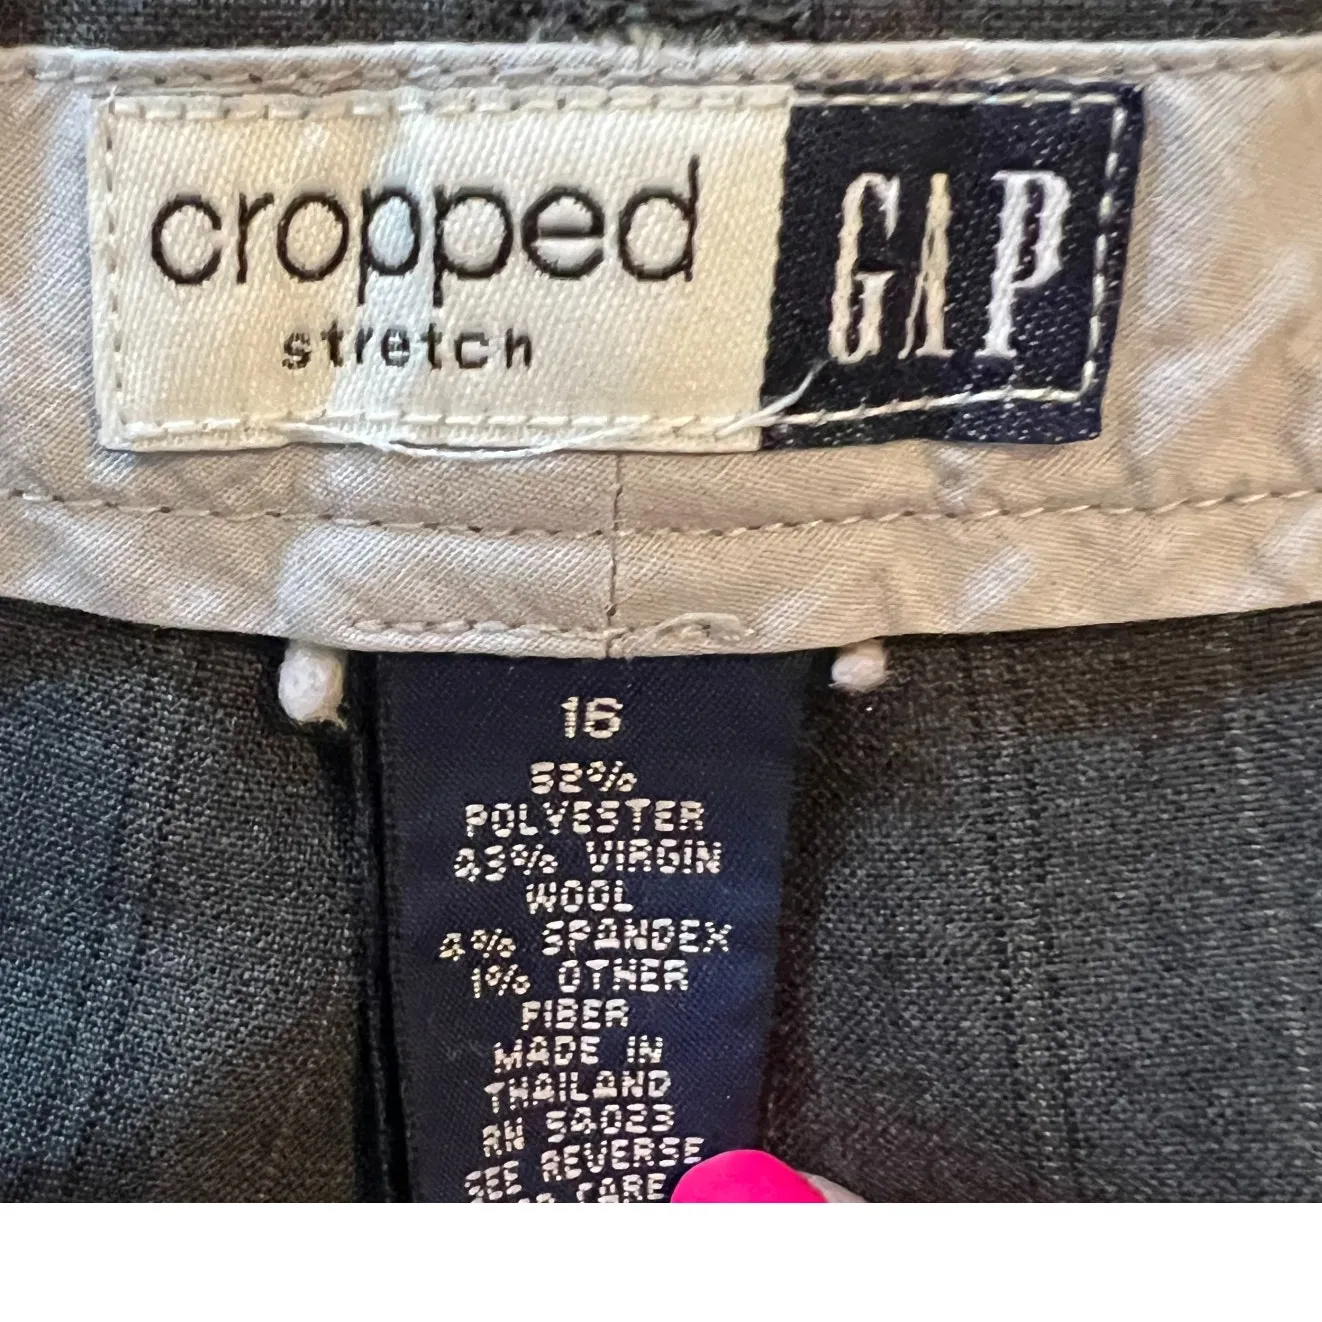 cropped
stretch
GAP
16
52%
POLYESTER
43% VIRGIN
WOOL
4% SPANDEX
1% OTHER
FIBER
MADE IN
THAILAND
RN 54023
SEE REVERSE
CARE